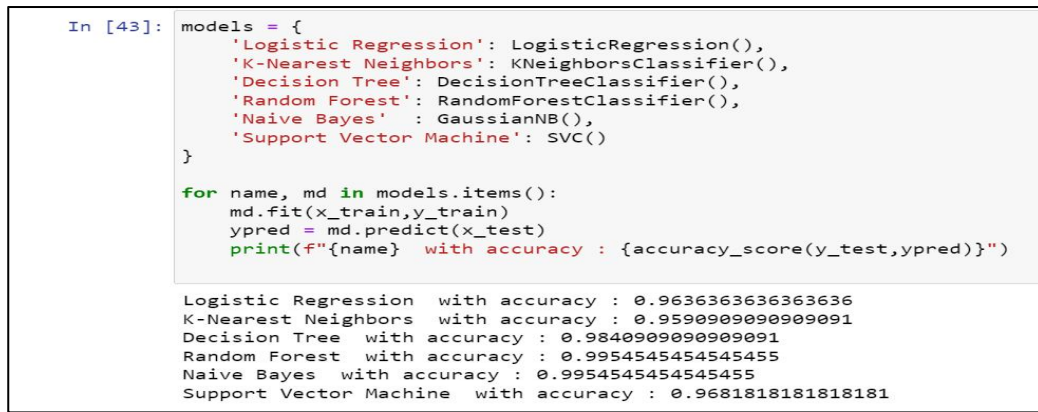 In [43]: models = {
    'Logistic Regression': LogisticRegression(),
    'K-Nearest Neighbors': KNeighborsClassifier(),
    'Decision Tree': DecisionTreeClassifier(),
    'Random Forest': RandomForestClassifier(),
    'Naive Bayes'  : GaussianNB(),
    'Support Vector Machine': SVC()
}
for name, md in models.items():
    md.fit(x_train,y_train)
    ypred = md.predict(x_test)
    print(f"{name}  with accuracy : {accuracy_score(y_test,ypred)}")
Logistic Regression  with accuracy : 0.9636363636363636
K-Nearest Neighbors  with accuracy : 0.9590909090909091
Decision Tree  with accuracy : 0.9840909090909091
Random Forest  with accuracy : 0.9954545454545455
Naive Bayes  with accuracy : 0.9954545454545455
Support Vector Machine  with accuracy : 0.9681818181818181